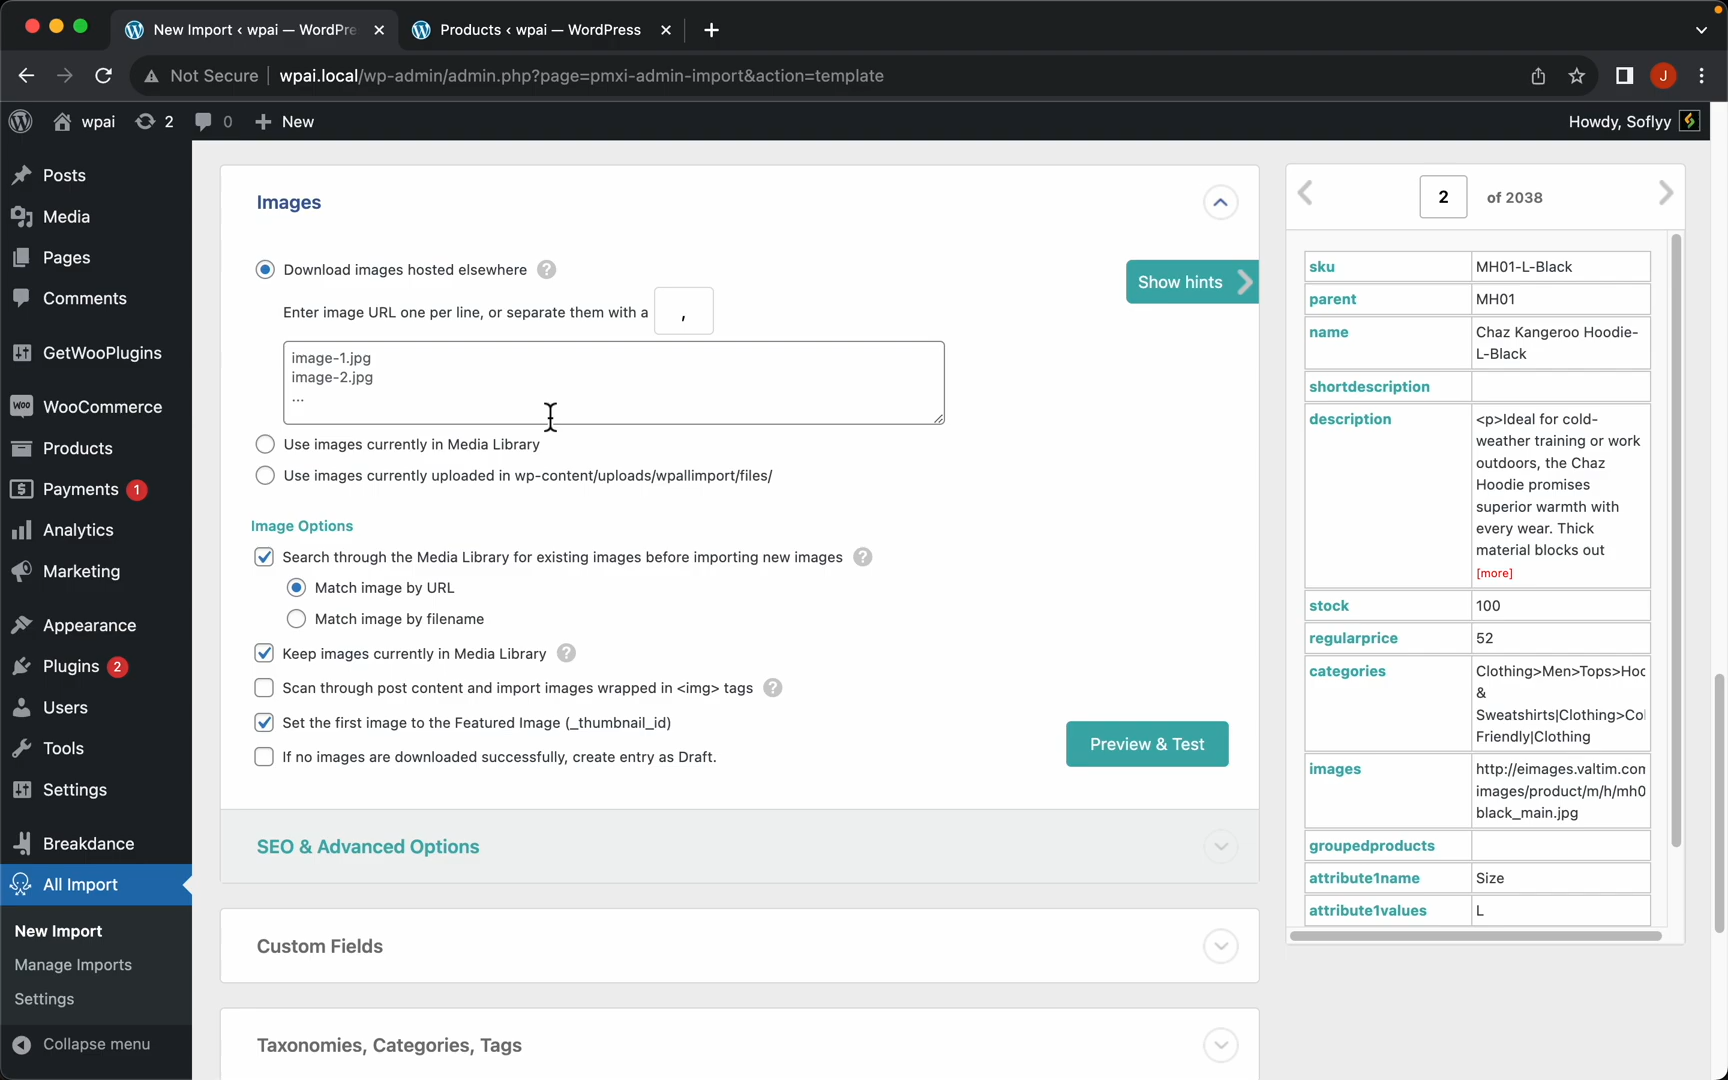 New Import ‹ wpai — WordPre
Products ‹ wpai — WordPress
Not Secure
wpai.local/wp-admin/admin.php?page=pmxi-admin-import&action=template
J
wpai
2
0
New
Howdy, Soflyy
Posts
Media
Pages
Comments
GetWooPlugins
WooCommerce
Products
Payments 1
Analytics
Marketing
Appearance
Plugins 2
Users
Tools
Settings
Breakdance
All Import
New Import
Manage Imports
Settings
Collapse menu
Images
Download images hosted elsewhere ?
Show hints
Enter image URL one per line, or separate them with a ,
image-1.jpg
image-2.jpg
...
Use images currently in Media Library
Use images currently uploaded in wp-content/uploads/wpallimport/files/
Image Options
Search through the Media Library for existing images before importing new images ?
Match image by URL
Match image by filename
Keep images currently in Media Library ?
Scan through post content and import images wrapped in <img> tags ?
Set the first image to the Featured Image (_thumbnail_id)
If no images are downloaded successfully, create entry as Draft.
Preview & Test
SEO & Advanced Options
Custom Fields
Taxonomies, Categories, Tags
2 of 2038
sku MH01-L-Black
parent MH01
name Chaz Kangeroo Hoodie-
L-Black
shortdescription
description <p>Ideal for cold-
weather training or work
outdoors, the Chaz
Hoodie promises
superior warmth with
every wear. Thick
material blocks out
[more]
stock 100
regularprice 52
categories Clothing>Men>Tops>Hoc
&
Sweatshirts|Clothing>Co
Friendly|Clothing
images http://eimages.valtim.com
images/product/m/h/mh0
black_main.jpg
groupedproducts
attribute1name Size
attribute1values L